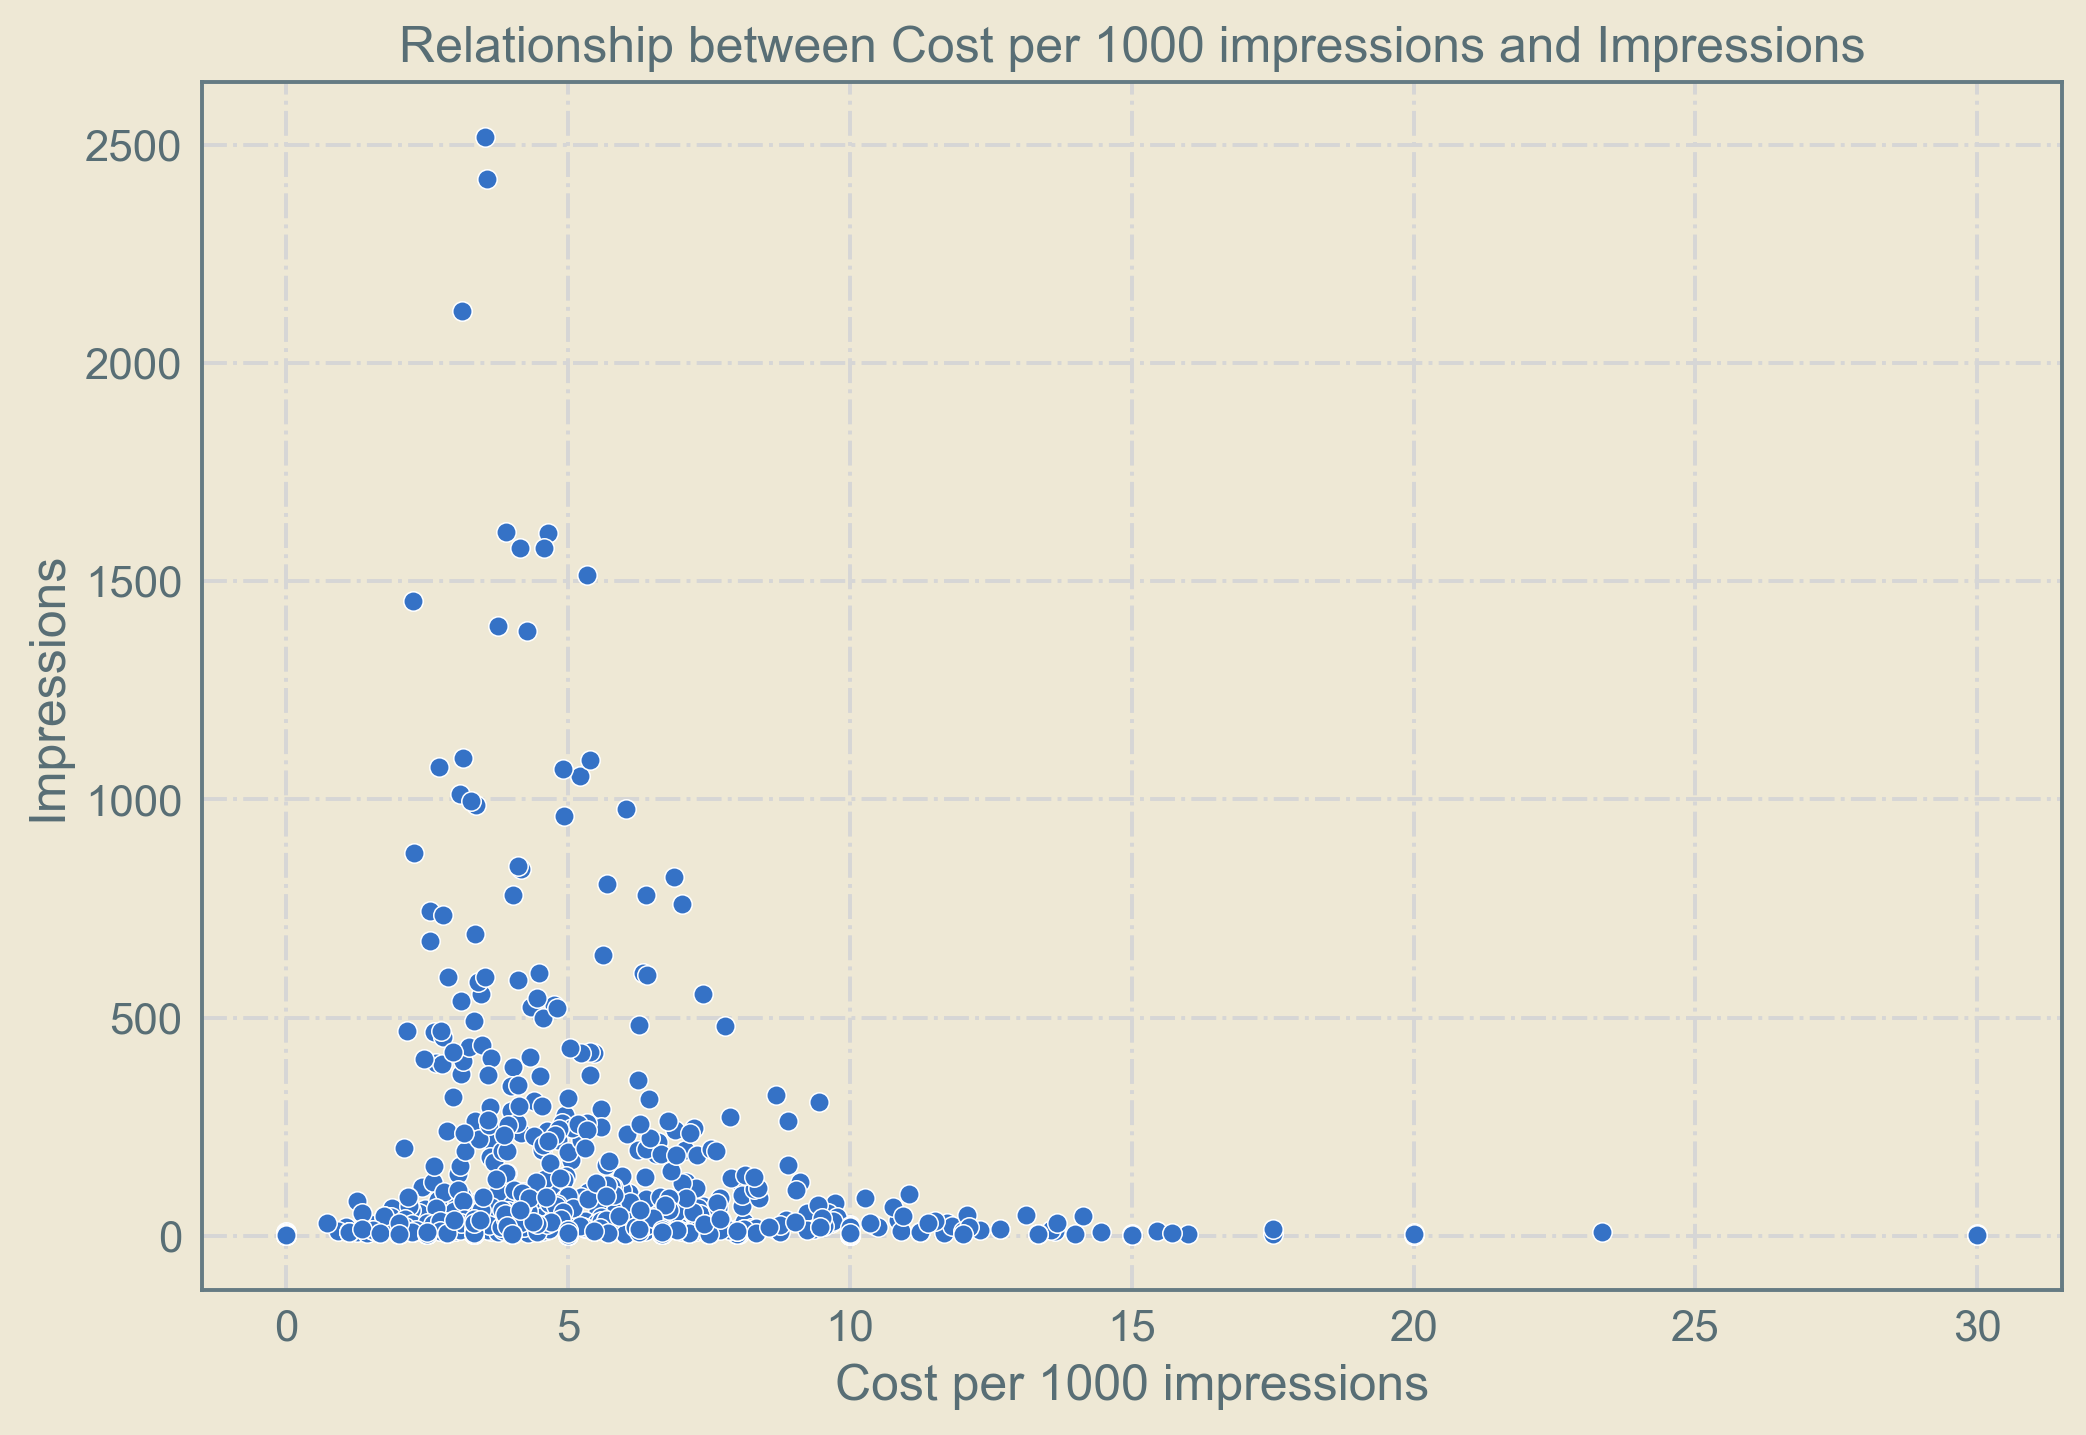 Relationship between Cost per 1000 impressions and Impressions
2500
2000
1500
1000
500
0
Impressions
0 5 10 15 20 25 30
Cost per 1000 impressions